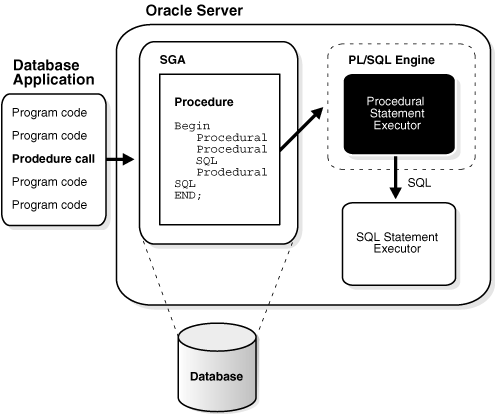 Oracle Server
Database
Application
Program code
Program code
Prodedure call
Program code
Program code
SGA
Procedure
Begin
Procedural
Procedural
SQL
Prodedural
SQL
END;
PL/SQL Engine
Procedural
Statement
Executor
SQL
SQL Statement
Executor
Database